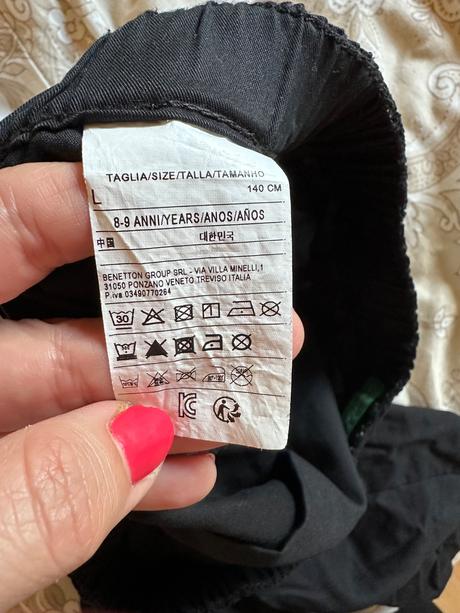 TAGLIA/SIZE/TALLA/TAMANHO
L 140 CM
8-9 ANNI/YEARS/ANOS/AÑOS
中国 대한민국
BENETTON GROUP SRL - VIA VILLA MINELLI,1
31050 PONZANO VENETO TREVISO ITALIA
P.iva 03490770264
30